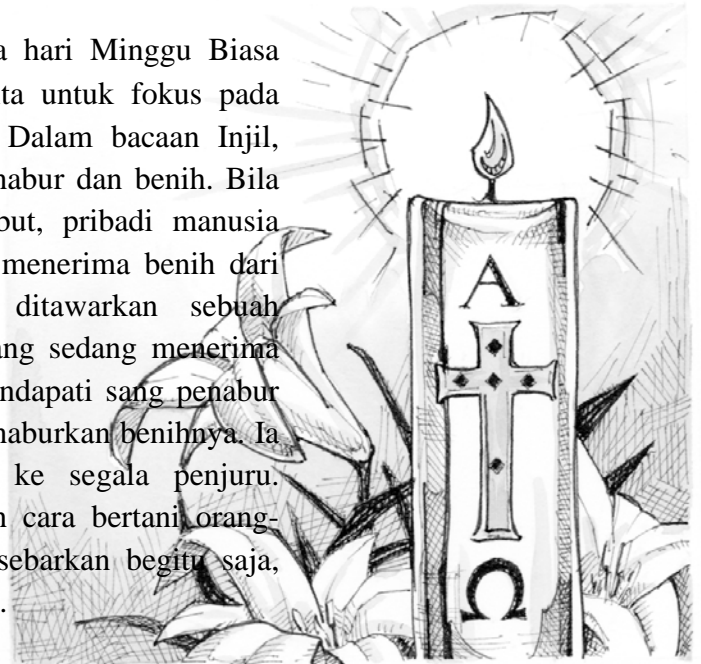 a hari Minggu Biasa
ta untuk fokus pada
Dalam bacaan Injil,
nabur dan benih. Bila
but, pribadi manusia
menerima benih dari
ditawarkan sebuah
ang sedang menerima
ndapati sang penabur
naburkan benihnya. Ia
ke segala penjuru.
n cara bertani orang-
sebarkan begitu saja,
.
Α
Ω